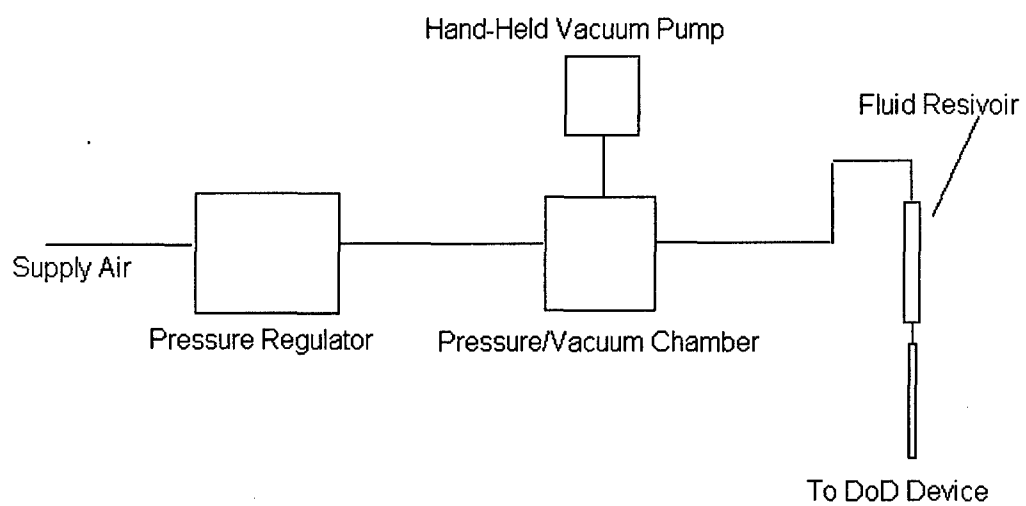 Hand-Held Vacuum Pump
Fluid Resivoir
Supply Air
Pressure Regulator
Pressure/Vacuum Chamber
To DoD Device